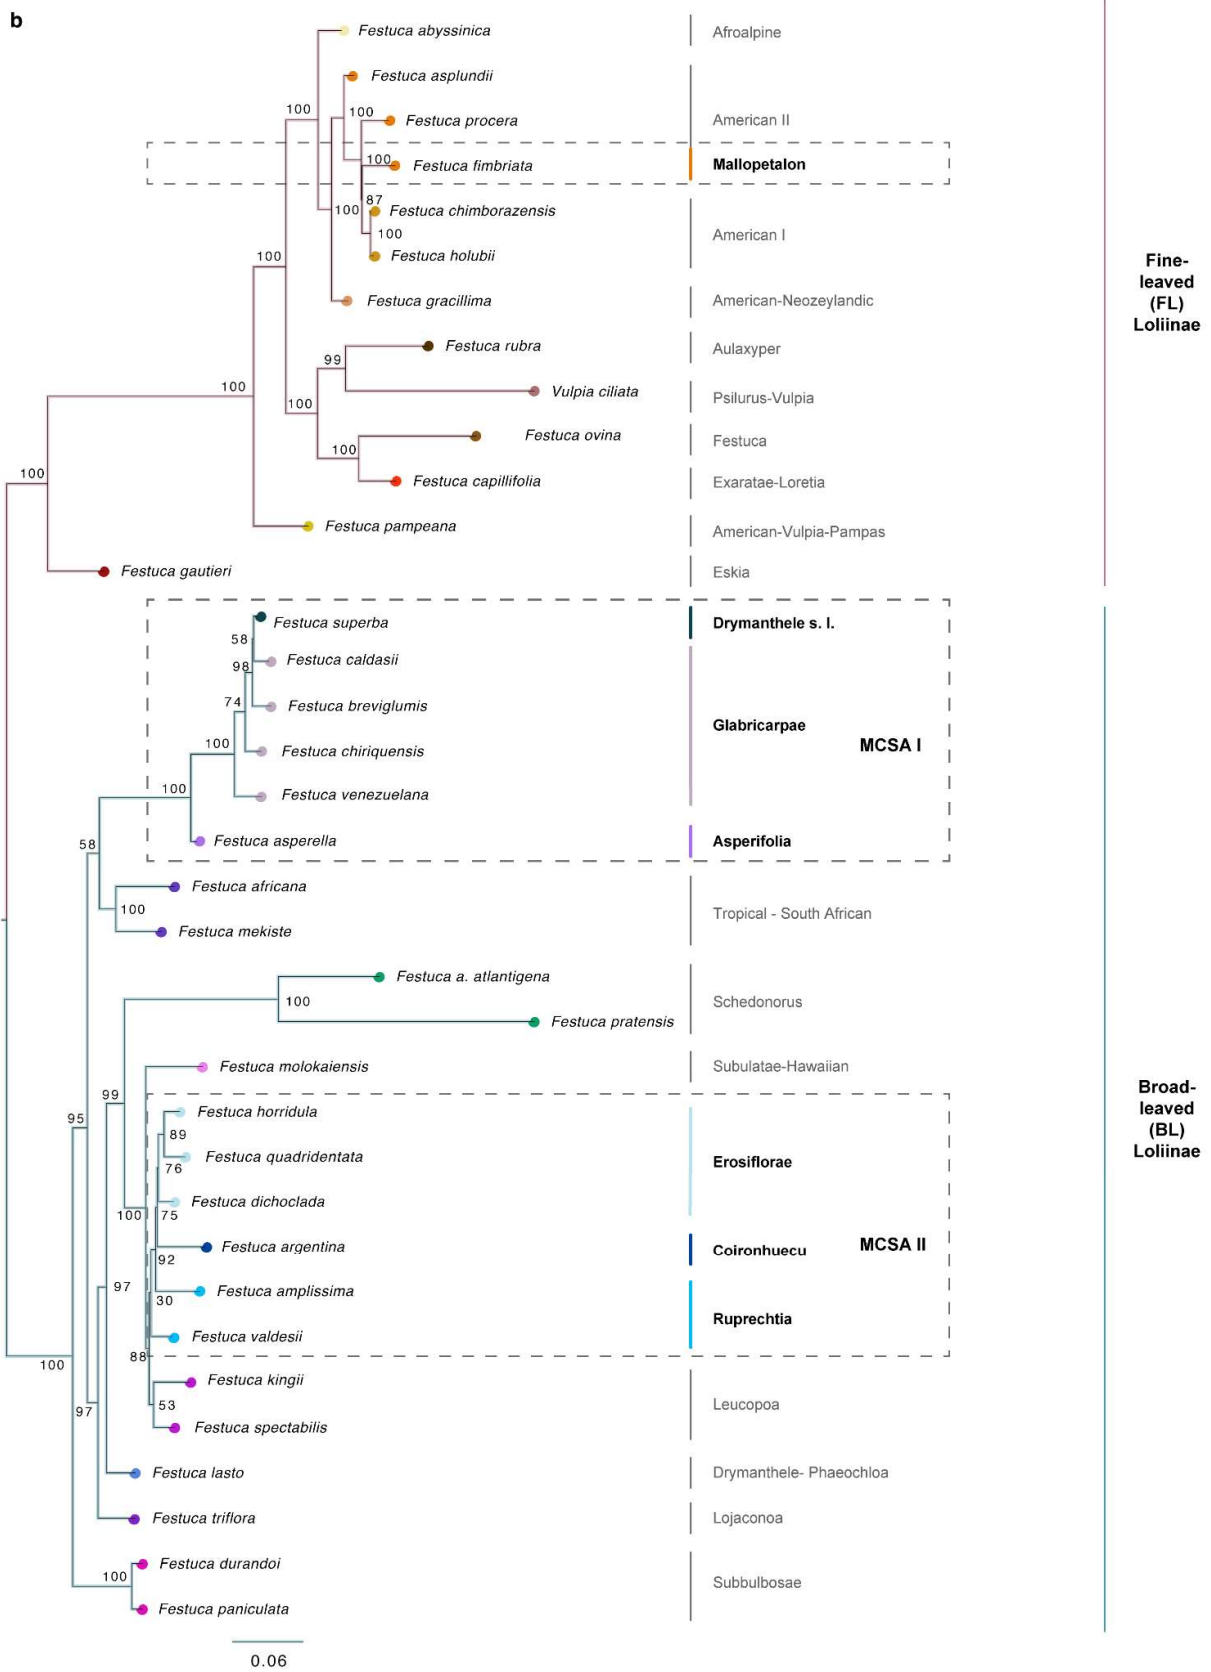 b
Festuca abyssinica
Afroalpine
Festuca asplundii
100
100
Festuca procera
American II
100
Festuca fimbriata
Mallopetalon
87
100
Festuca chimborazensis
100
American I
100
Festuca holubii
Fine-
leaved
(FL)
Loliinae
Festuca gracillima
American-Neozeylandic
Festuca rubra
Aulaxyper
99
100
Vulpia ciliata
Psilurus-Vulpia
100
Festuca ovina
Festuca
100
100
Festuca capillifolia
Exaratae-Loretia
Festuca pampeana
American-Vulpia-Pampas
Festuca gautieri
Eskia
Festuca superba
Drymanthele s. l.
58
98
Festuca caldasii
74
Festuca breviglumis
Glabricarpae
MCSA I
100
Festuca chiriquensis
100
Festuca venezuelana
58
Festuca asperella
Asperifolia
Festuca africana
100
Tropical - South African
Festuca mekiste
Festuca a. atlantigena
100
Schedonorus
Festuca pratensis
Festuca molokaiensis
Subulatae-Hawaiian
99
95
Festuca horridula
89
Broad-
leaved
(BL)
Loliinae
Festuca quadridentata
76
Erosiflorae
Festuca dichoclada
100
75
Festuca argentina
Coironhuecu
MCSA II
92
97
Festuca amplissima
30
Ruprechtia
Festuca valdesii
88
100
Festuca kingii
53
Leucopoa
97
Festuca spectabilis
Festuca lasto
Drymanthele- Phaeochloa
Festuca triflora
Lojaconoa
Festuca durandoi
100
Subbulbosae
Festuca paniculata
0.06